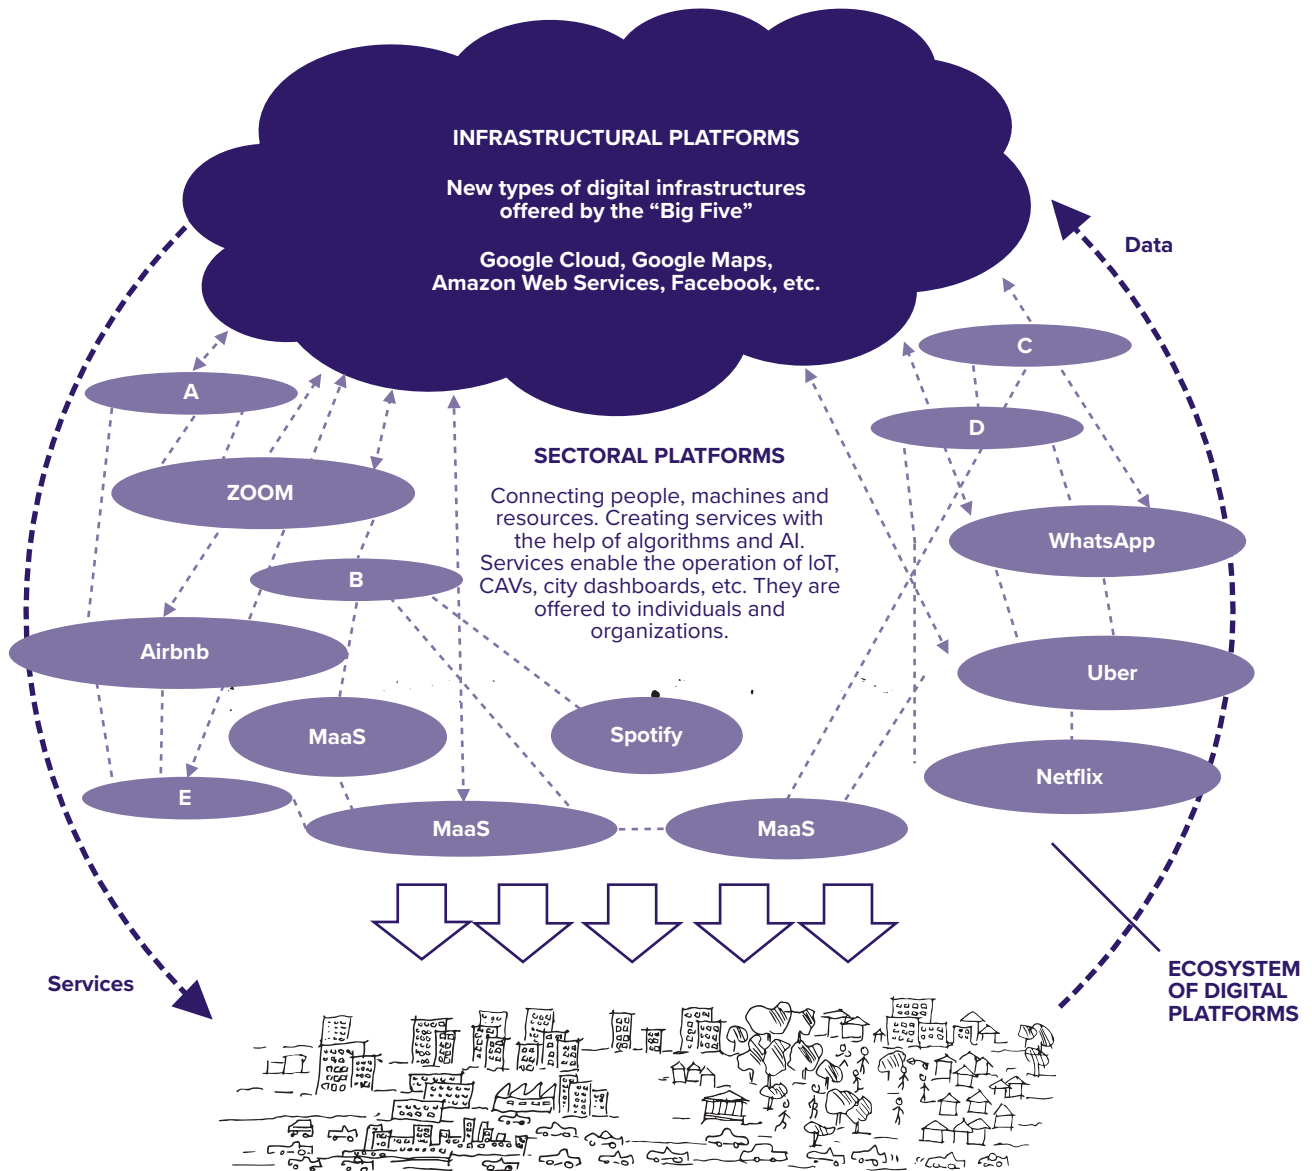 INFRASTRUCTURAL PLATFORMS
New types of digital infrastructures
offered by the “Big Five”
Google Cloud, Google Maps,
Amazon Web Services, Facebook, etc.
Data
C
A
D
SECTORAL PLATFORMS
Connecting people, machines and
resources. Creating services with
the help of algorithms and AI.
Services enable the operation of IoT,
CAVs, city dashboards, etc. They are
offered to individuals and
organizations.
ZOOM
WhatsApp
B
Airbnb
Uber
MaaS
Spotify
Netflix
E
MaaS
MaaS
Services
ECOSYSTEM
OF DIGITAL
PLATFORMS